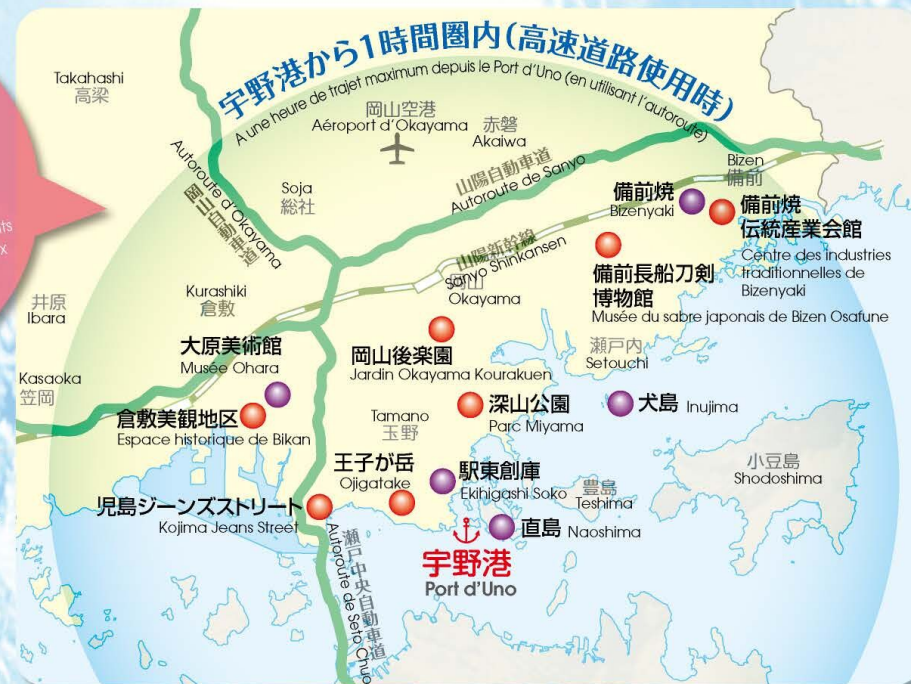 宇野港から1時間圏内(高速道路使用時)
A une heure de trajet maximum depuis le Port d'Uno (en utilisant l'autoroute)
Takahashi
高梁
岡山空港
Aéroport d'Okayama
赤磐
Akaiwa
Bizen
備前
Autoroute d'Okayama
岡山自動車道
Soja
総社
山陽自動車道
Autoroute de Sanyo
備前焼
Bizenyaki
備前焼
伝統産業会館
Centre des industries
traditionnelles de
Bizenyaki
山陽新幹線
Sanyo Shinkansen
岡山
Okayama
備前長船刀剣
博物館
Musée du sabre japonais de Bizen Osafune
井原
Ibara
Kurashiki
倉敷
大原美術館
Musée Ohara
岡山後楽園
Jardin Okayama Kourakuen
瀬戸内
Setouchi
Kasaoka
笠岡
倉敷美観地区
Espace historique de Bikan
Tamano
玉野
深山公園
Parc Miyama
犬島 Inujima
王子が岳
Ojigatake
駅東創庫
Ekihigashi Soko
豊島
Teshima
小豆島
Shodoshima
児島ジーンズストリート
Kojima Jeans Street
直島 Naoshima
宇野港
Port d'Uno
瀬戸中央自動車道
Autoroute de Seto Chuo